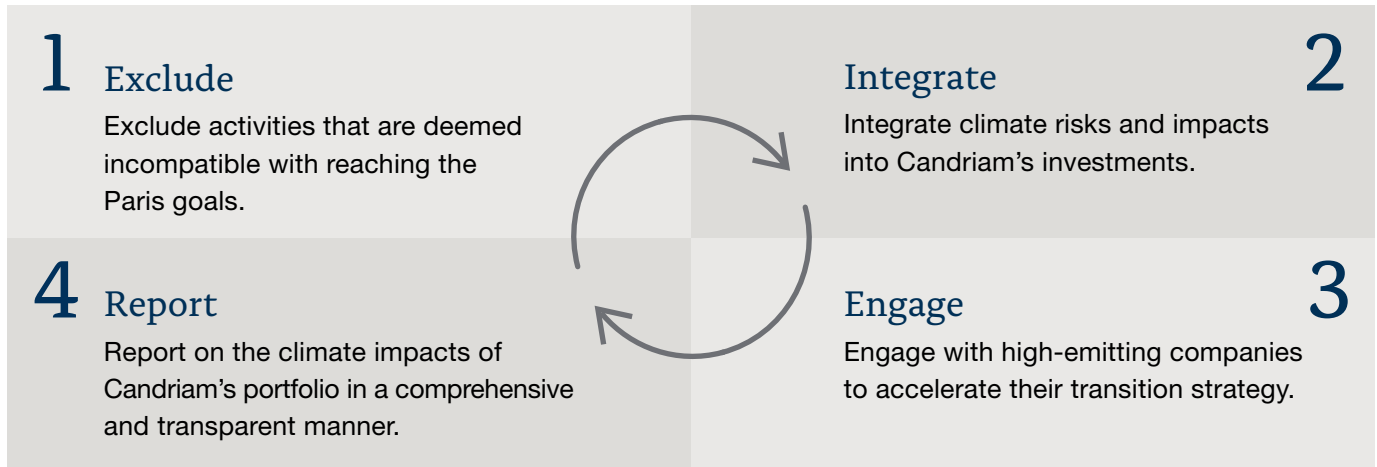 1
Exclude
Exclude activities that are deemed
incompatible with reaching the
Paris goals.
2
Integrate
Integrate climate risks and impacts
into Candriam’s investments.
3
Engage
Engage with high-emitting companies
to accelerate their transition strategy.
4
Report
Report on the climate impacts of
Candriam’s portfolio in a comprehensive
and transparent manner.